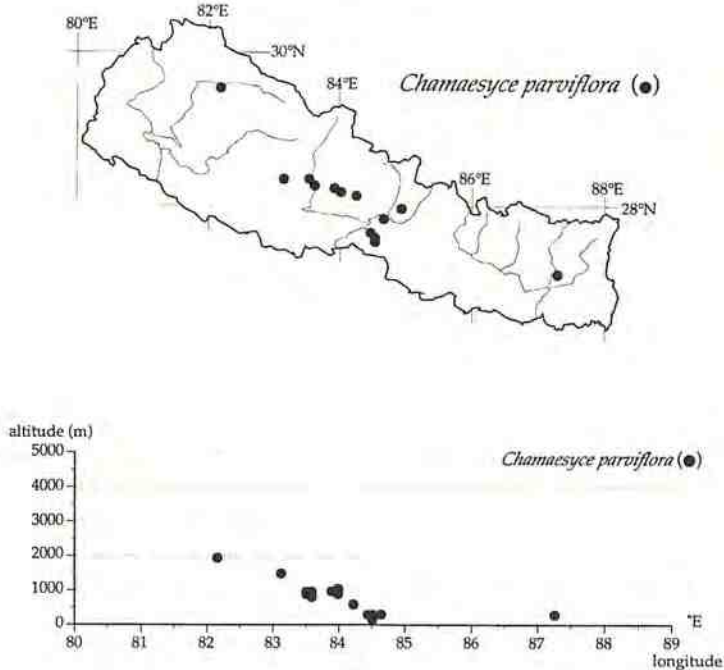 80°E
82°E
30°N
84°E
Chamaesyce parviflora (●)
86°E
88°E
28°N
altitude (m)
5000
Chamaesyce parviflora (●)
4000
3000
2000
1000
0
°E
80 81 82 83 84 85 86 87 88 89
longitude